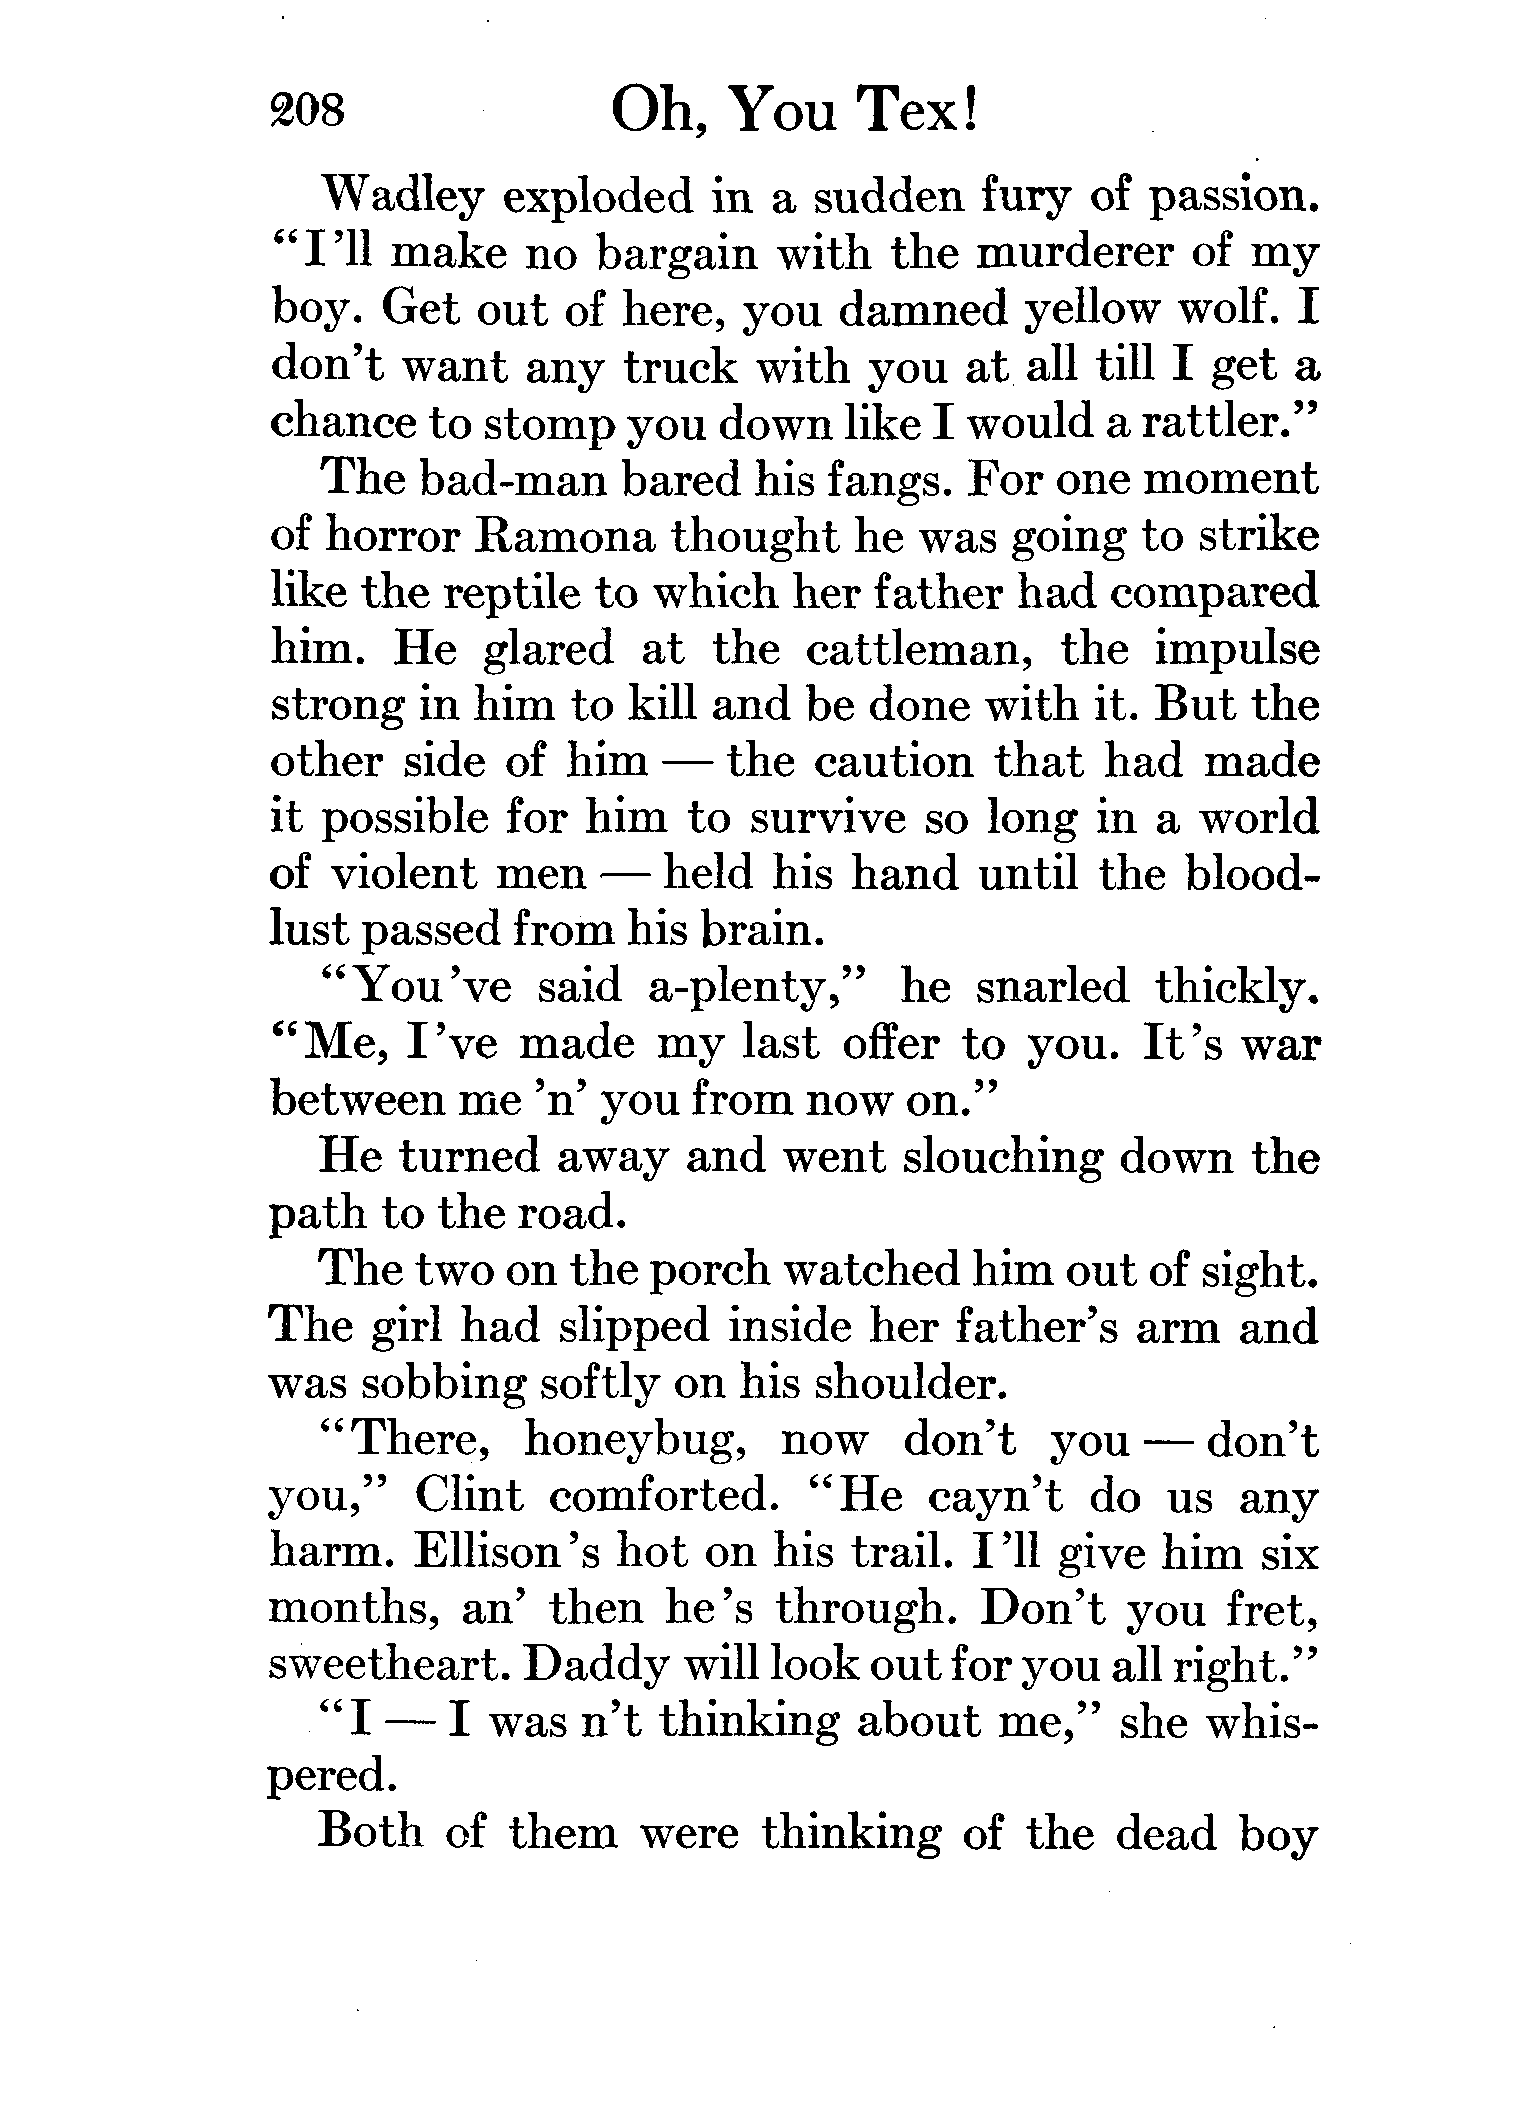 208 Oh, You Tex!
Wadley exploded in a sudden fury of passion.
"I'll make no bargain with the murderer of my
boy. Get out of here, you damned yellow wolf. I
don't want any truck with you at all till I get a
chance to stomp you down like I would a rattler."
The bad-man bared his fangs. For one moment
of horror Ramona thought he was going to strike
like the reptile to which her father had compared
him. He glared at the cattleman, the impulse
strong in him to kill and be done with it. But the
other side of him — the caution that had made
it possible for him to survive so long in a world
of violent men — held his hand until the blood-
lust passed from his brain.
"You've said a-plenty," he snarled thickly.
"Me, I've made my last offer to you. It's war
between me 'n' you from now on."
He turned away and went slouching down the
path to the road.
The two on the porch watched him out of sight.
The girl had slipped inside her father's arm and
was sobbing softly on his shoulder.
"There, honeybug, now don't you — don't
you," Clint comforted. "He cayn't do us any
harm. Ellison's hot on his trail. I'll give him six
months, an' then he's through. Don't you fret,
sweetheart. Daddy will look out for you all right."
"I — I was n't thinking about me," she whis-
pered.
Both of them were thinking of the dead boy